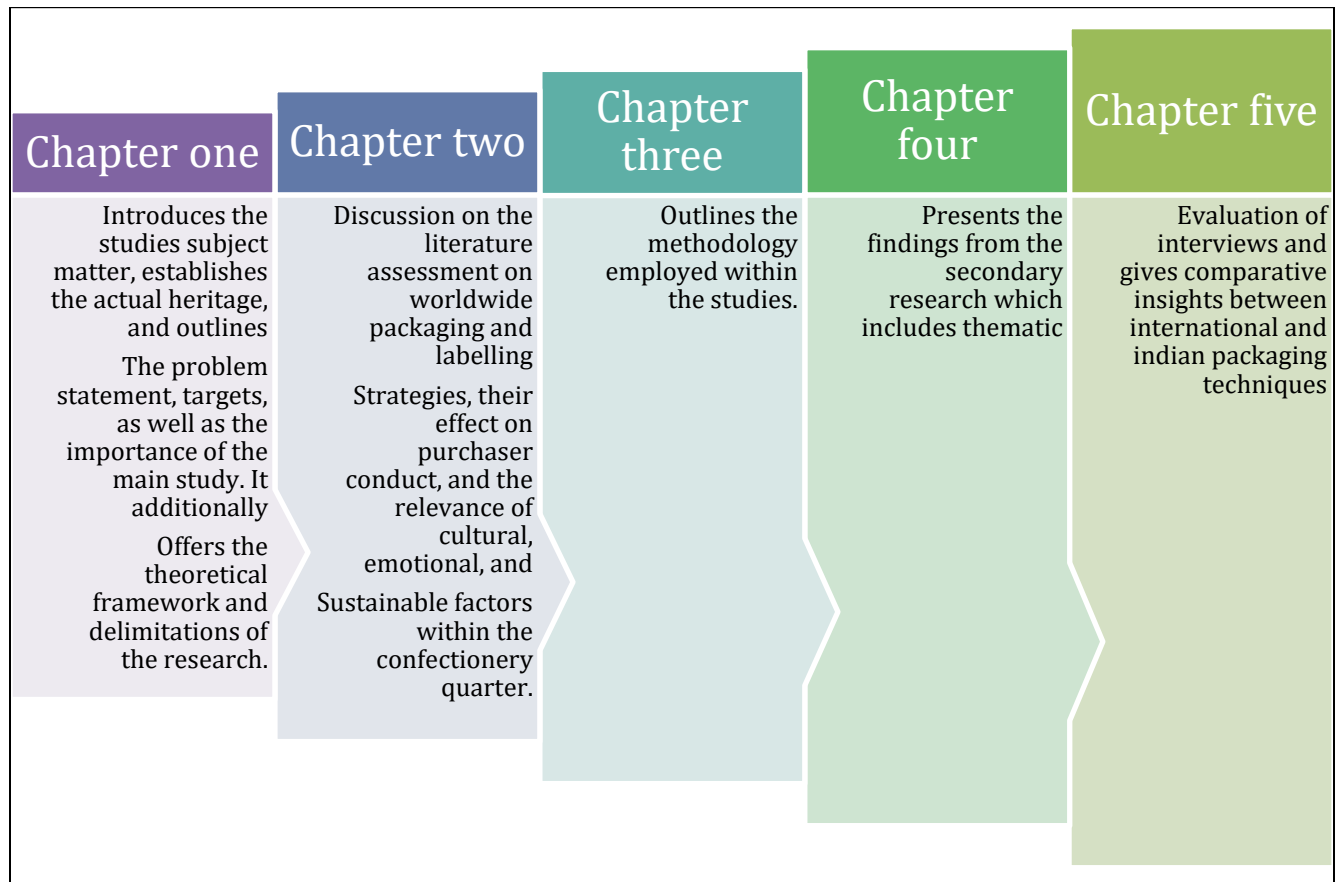 Chapter one
Introduces the
studies subject
matter, establishes
the actual heritage,
and outlines
The problem
statement, targets,
as well as the
importance of the
main study. It
additionally
Offers the
theoretical
framework and
delimitations of
the research.
Chapter two
Discussion on the
literature
assessment on
worldwide
packaging and
labelling
Strategies, their
effect on
purchaser
conduct, and the
relevance of
cultural,
emotional, and
Sustainable factors
within the
confectionery
quarter.
Chapter
three
Outlines the
methodology
employed within
the studies.
Chapter
four
Presents the
findings from the
secondary
research which
includes thematic
Chapter five
Evaluation of
interviews and
gives comparative
insights between
international and
indian packaging
techniques